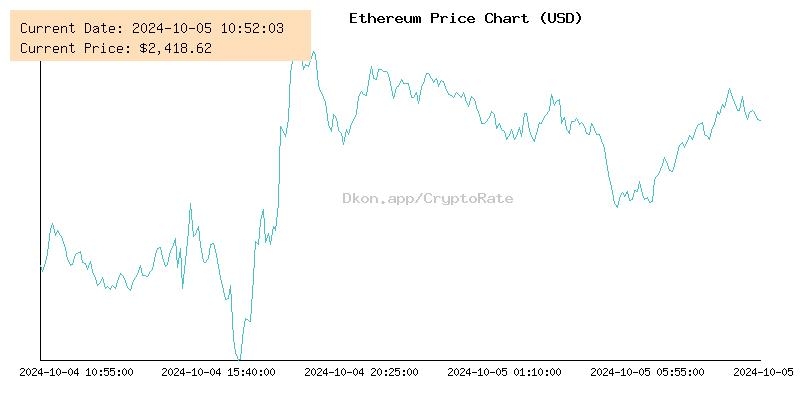 Ethereum Price Chart (USD)
Current Date: 2024-10-05 10:52:03
Current Price: $2,418.62
Dkon.app/CryptoRate
2024-10-04 10:55:00
2024-10-04 15:40:00
2024-10-04 20:25:00
2024-10-05 01:10:00
2024-10-05 05:55:00
2024-10-05